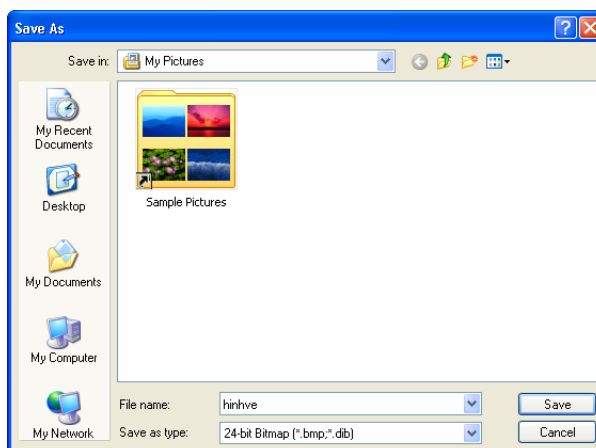 Save As
Save in:
My Pictures
My Recent
Documents
Desktop
My Documents
My Computer
My Network
Sample Pictures
File name:
hinhve
Save
Save as type:
24-bit Bitmap (*.bmp;*.dib)
Cancel